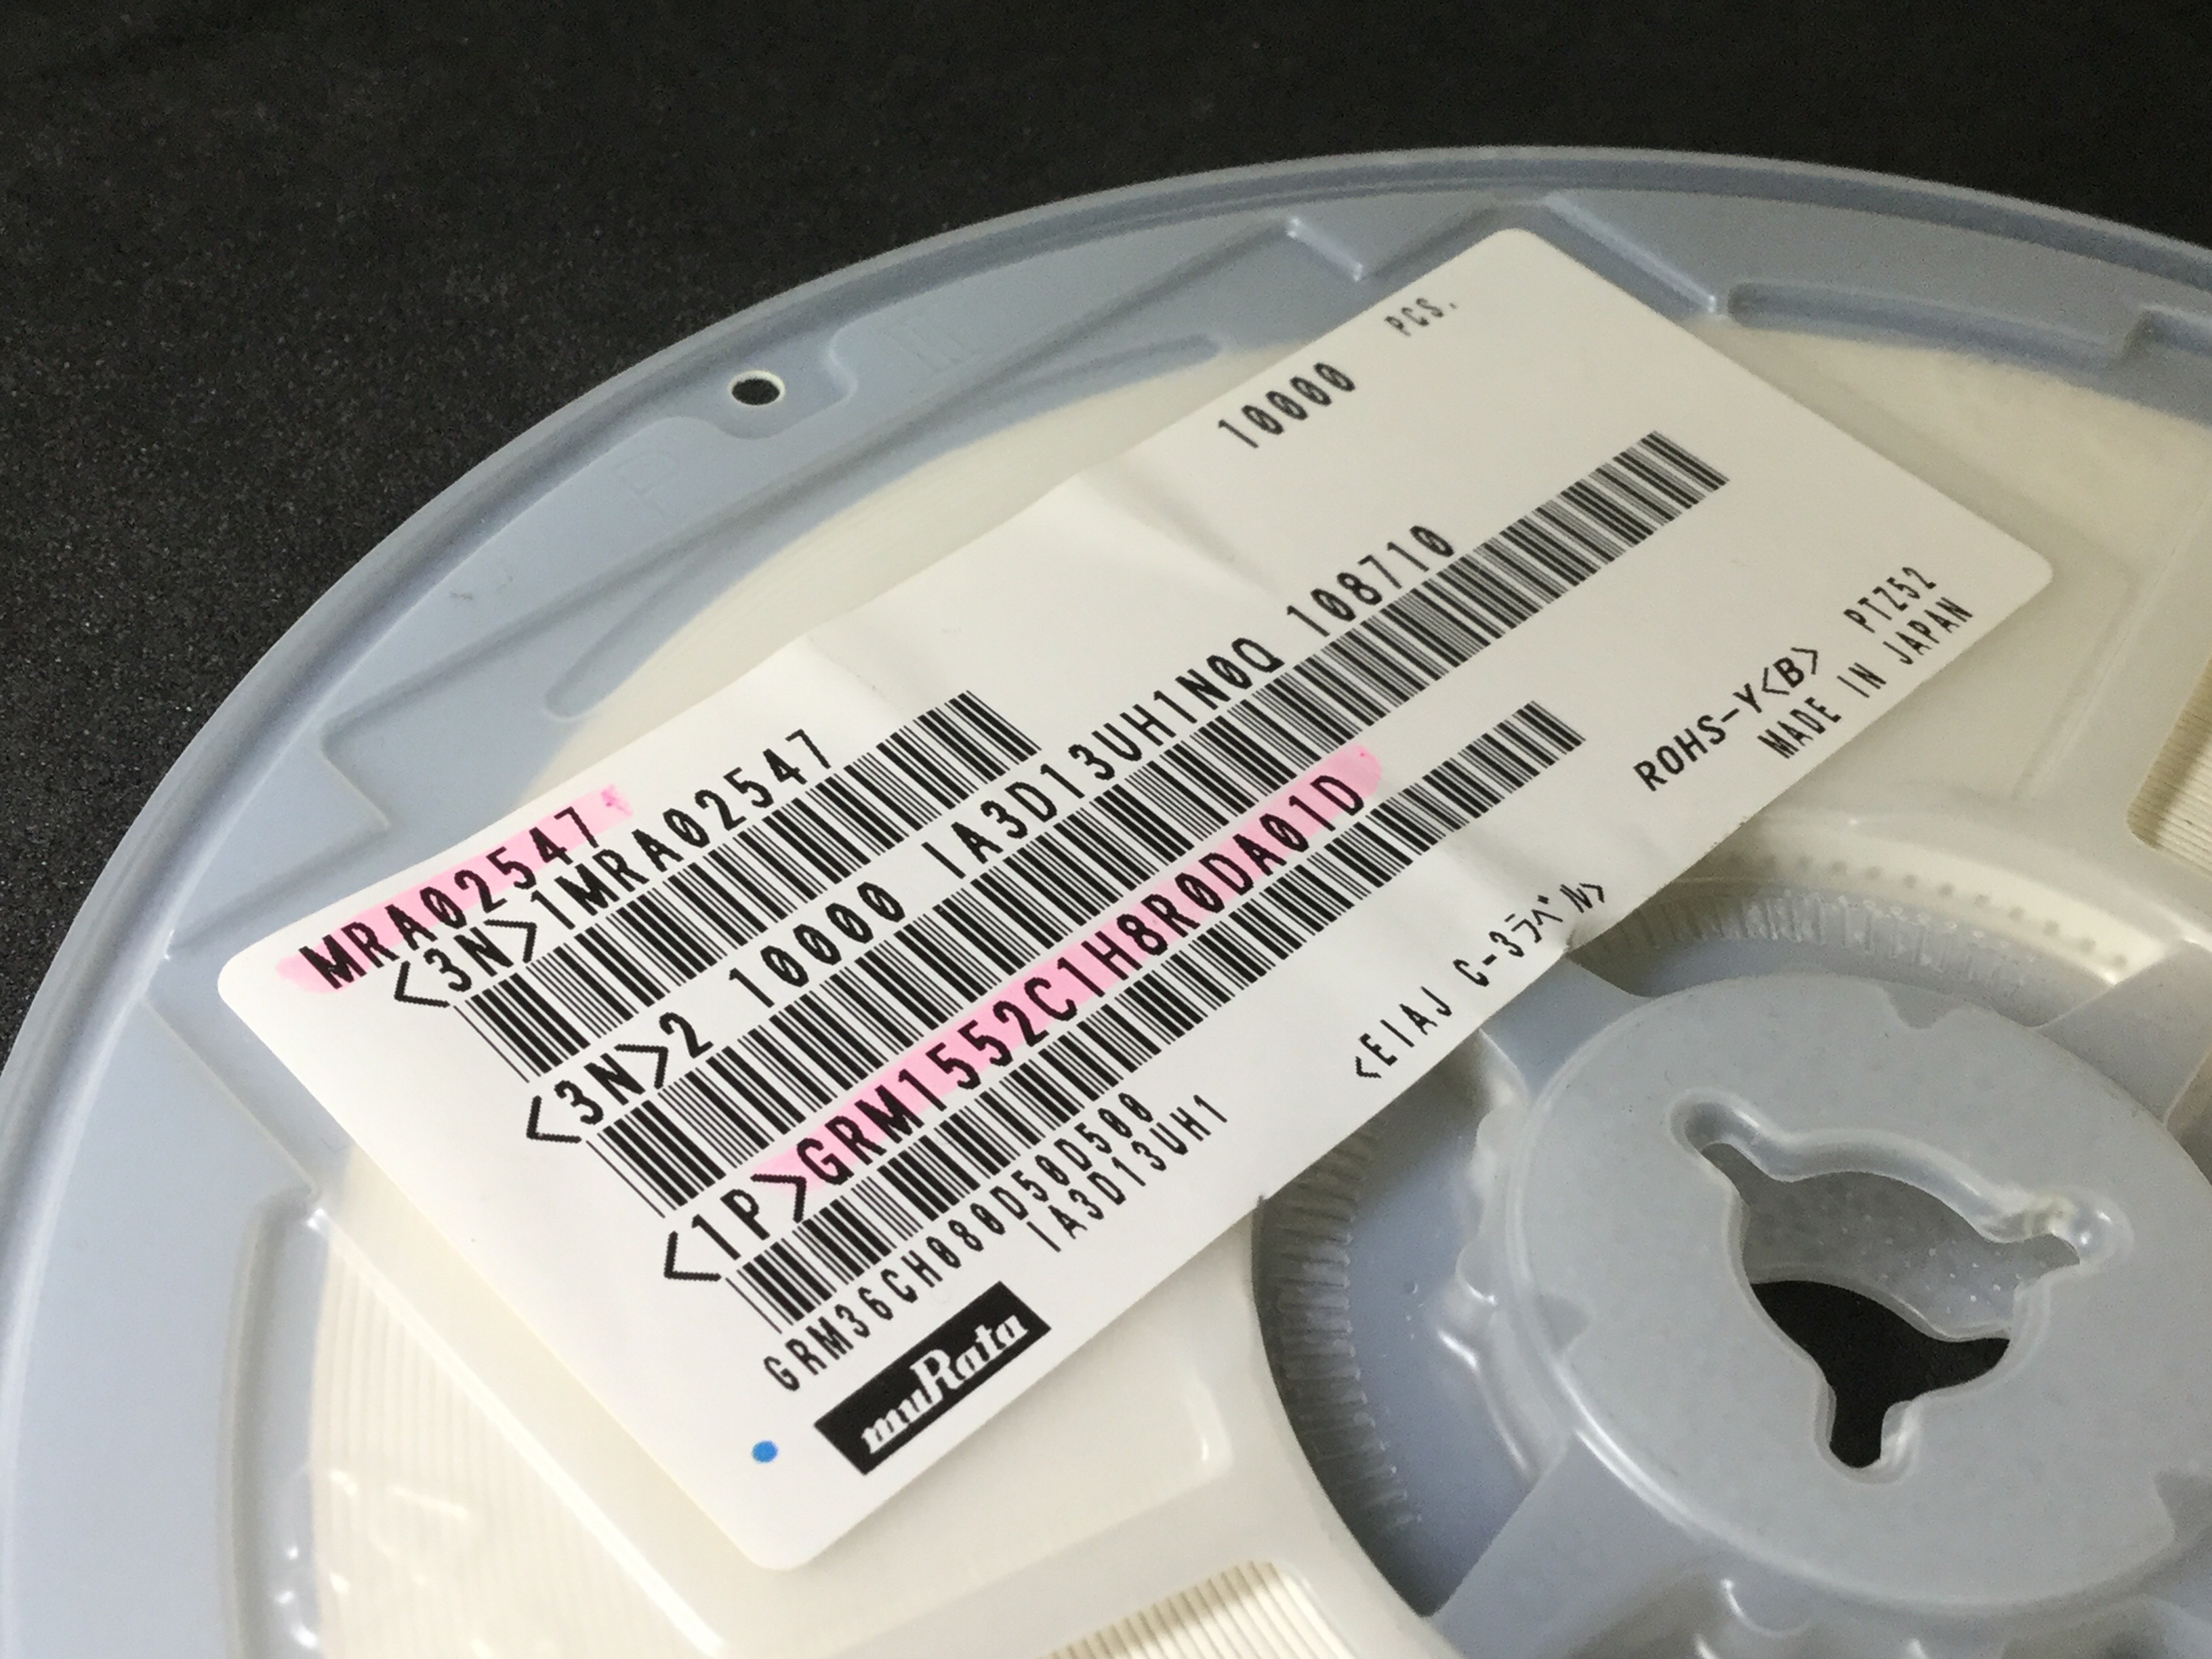 10000 PCS.
MRA02547
<3N>1MRA02547
<3N>2 10000 IA3D13UH1N0Q 108710
<1P>GRM1552C1H8R0DA01D
GRM36CH080D50D500
IA3D13UH1
ROHS-Y<B> PTZ52
MADE IN JAPAN
<EIAJ C-3ラベル>
muRata